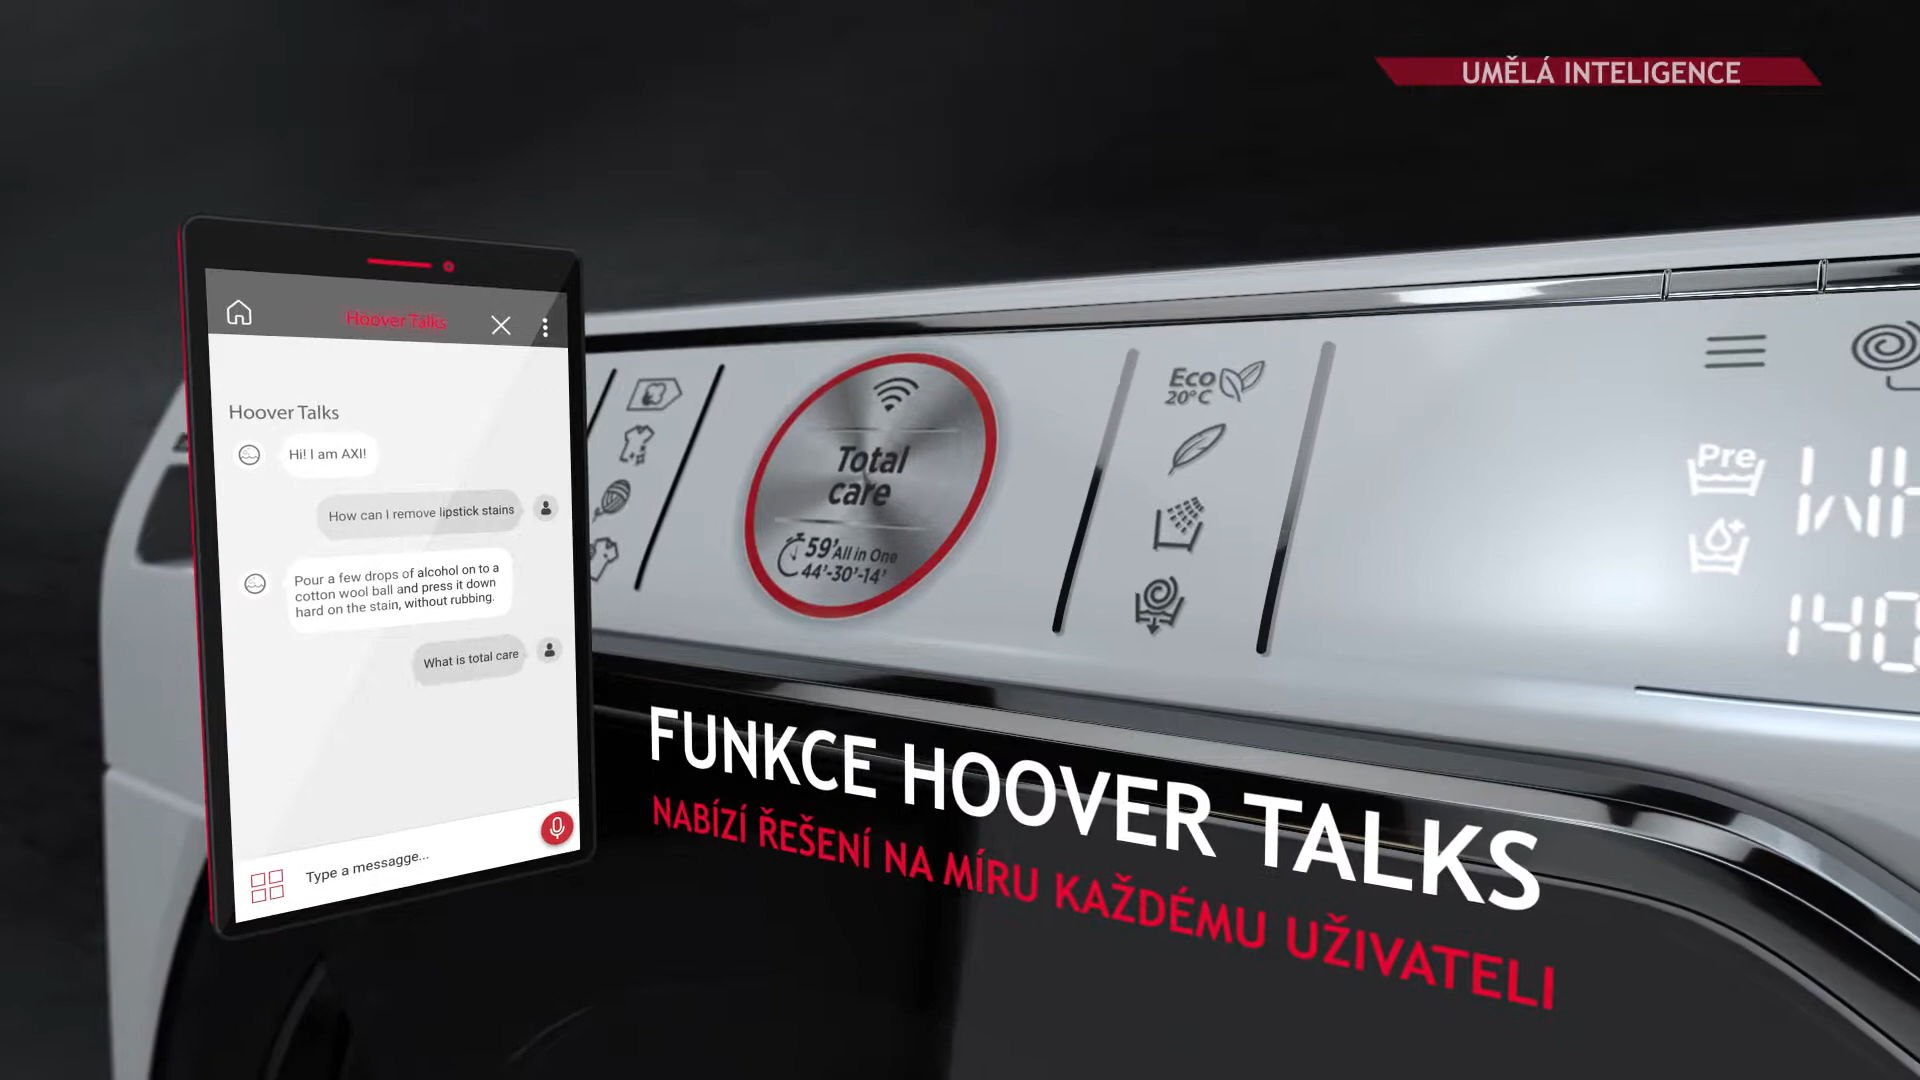 UMĚLÁ INTELIGENCE
Hoover Talks
Hoover Talks
Hi! I am AXI!
How can I remove lipstick stains
Pour a few drops of alcohol on to a
cotton wool ball and press it down
hard on the stain, without rubbing.
What is total care
Type a messagge...
Total
care
59' All in One
44'-30'-14'
Eco
20°C
Pre
140
FUNKCE HOOVER TALKS
NABÍZÍ ŘEŠENÍ NA MÍRU KAŽDÉMU UŽIVATELI